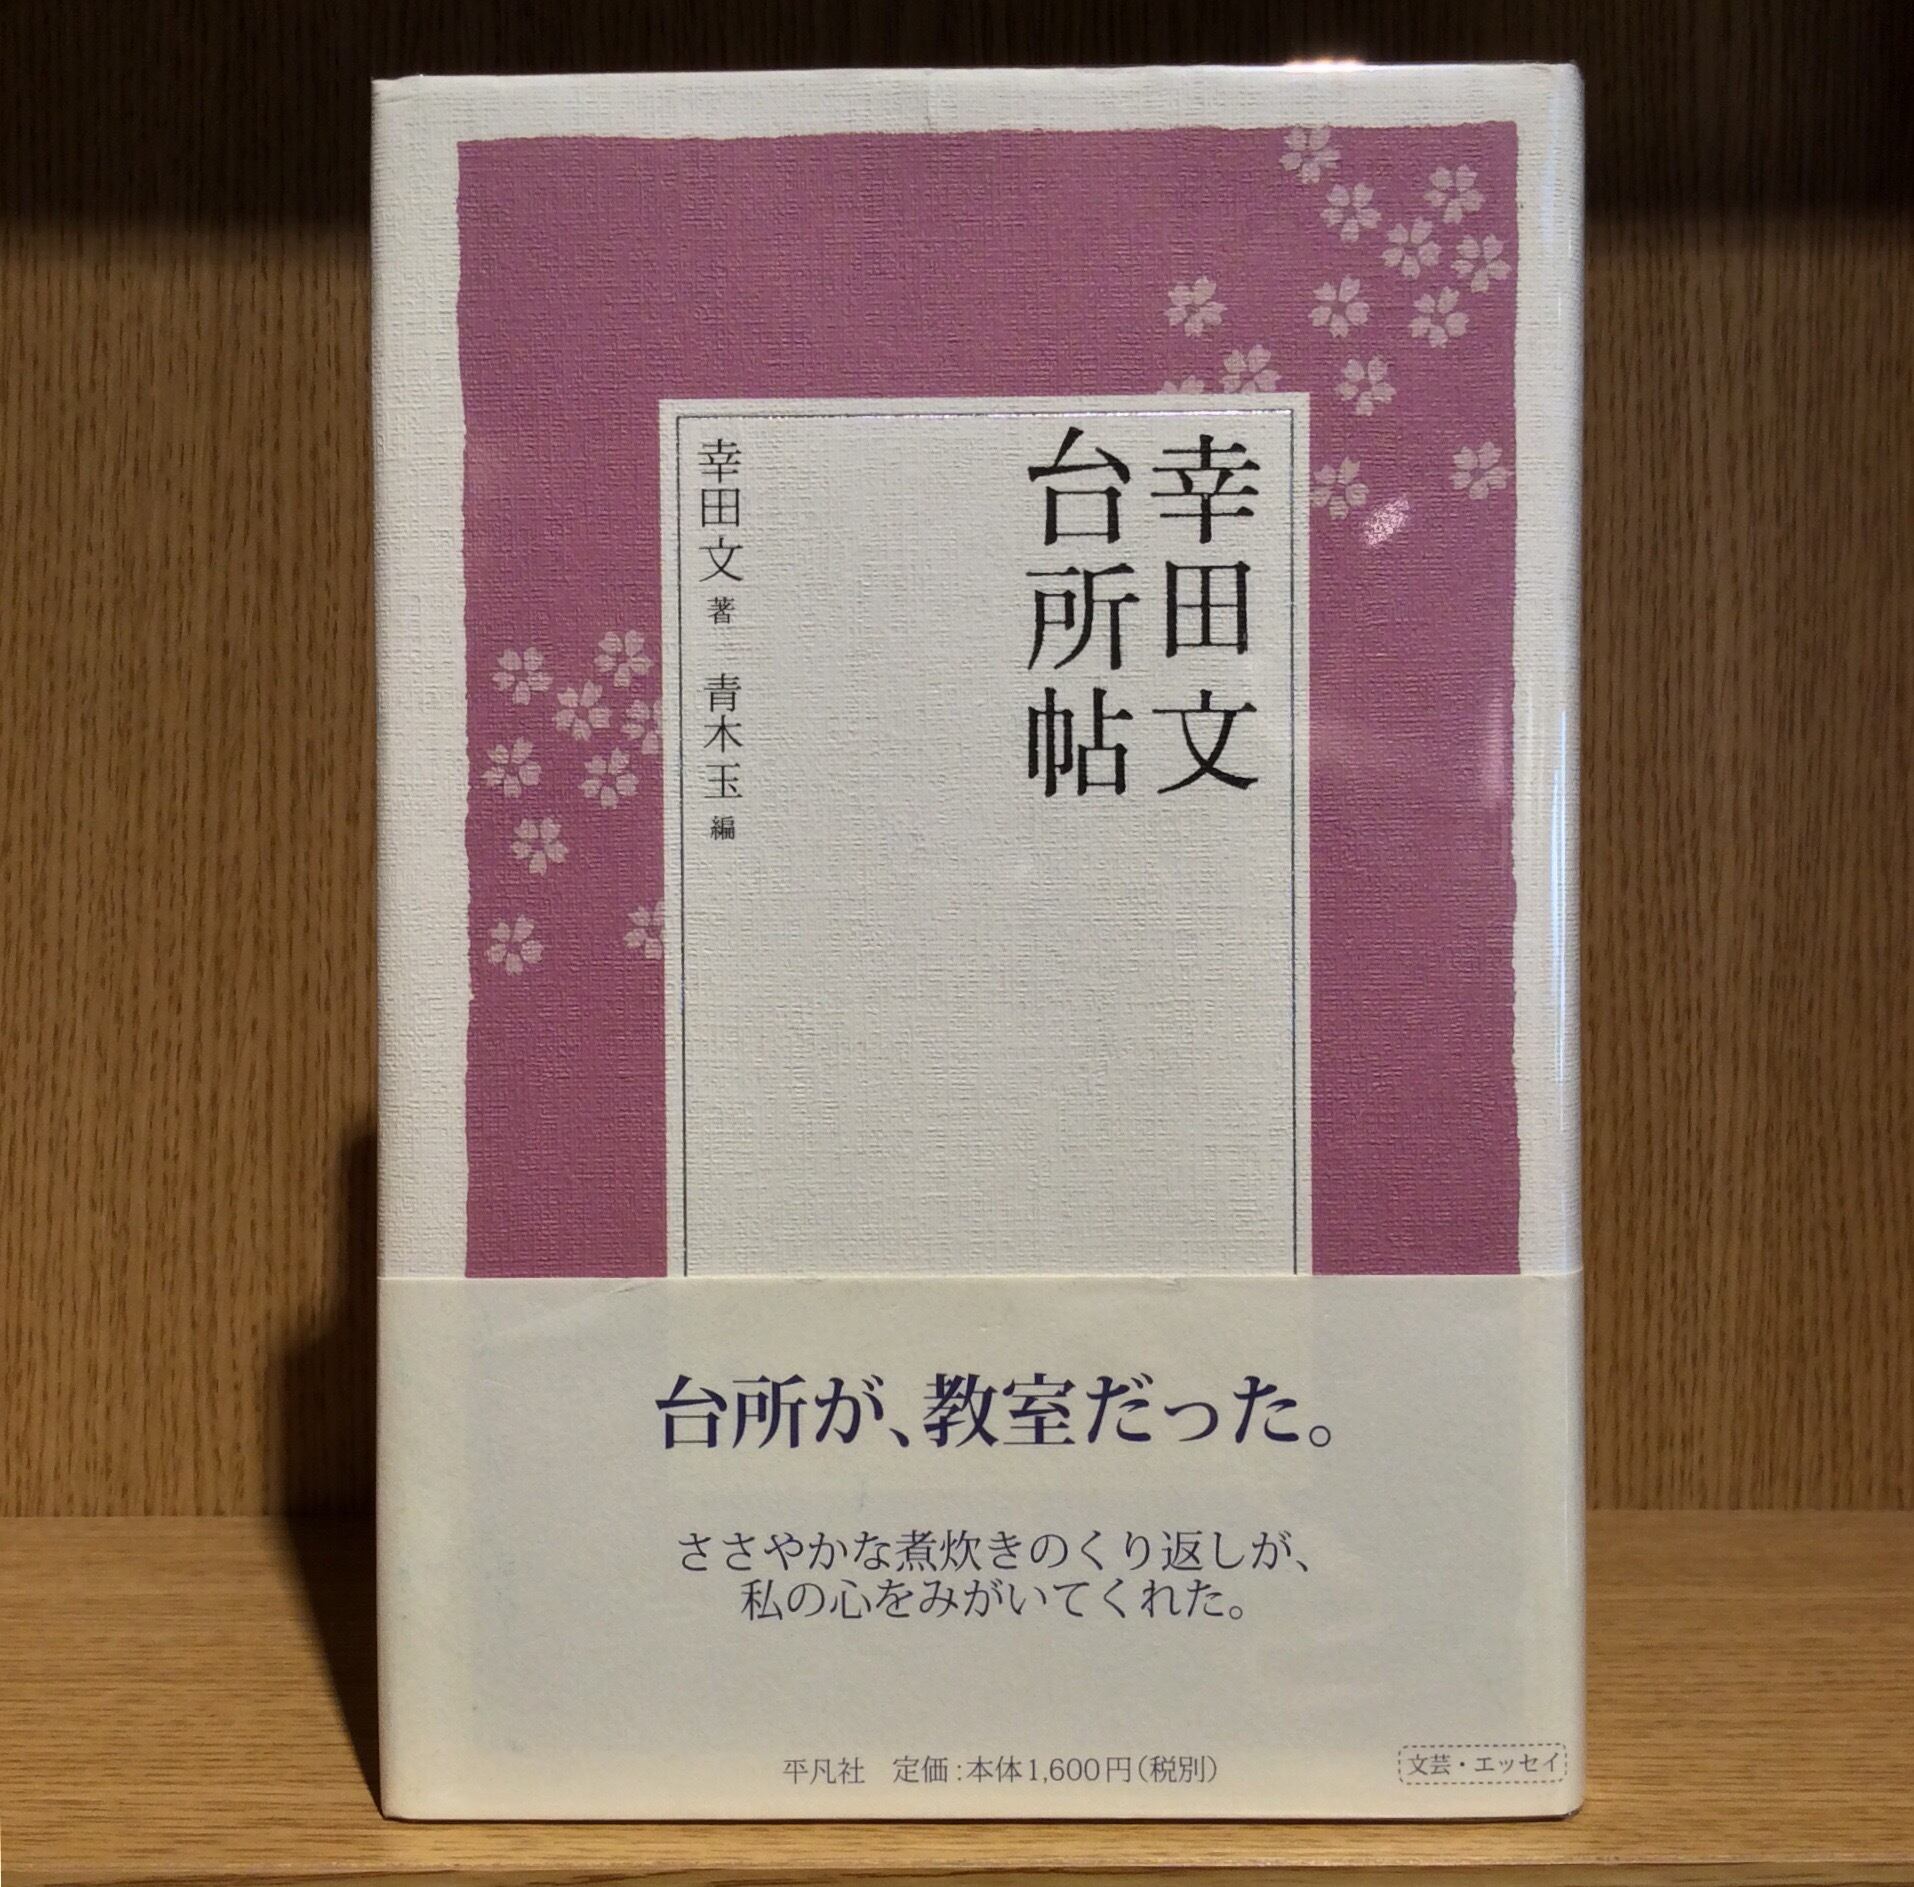 幸田文
台所帖
幸田文 著 青木玉 編
台所が、教室だった。
ささやかな煮炊きのくり返しが、
私の心をみがいてくれた。
平凡社 定価:本体1,600円(税別)
文芸・エッセイ